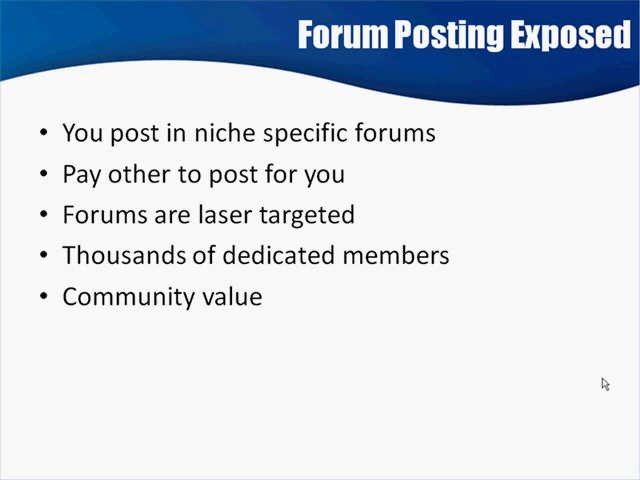 Forum Posting Exposed
• You post in niche specific forums
• Pay other to post for you
• Forums are laser targeted
• Thousands of dedicated members
• Community value